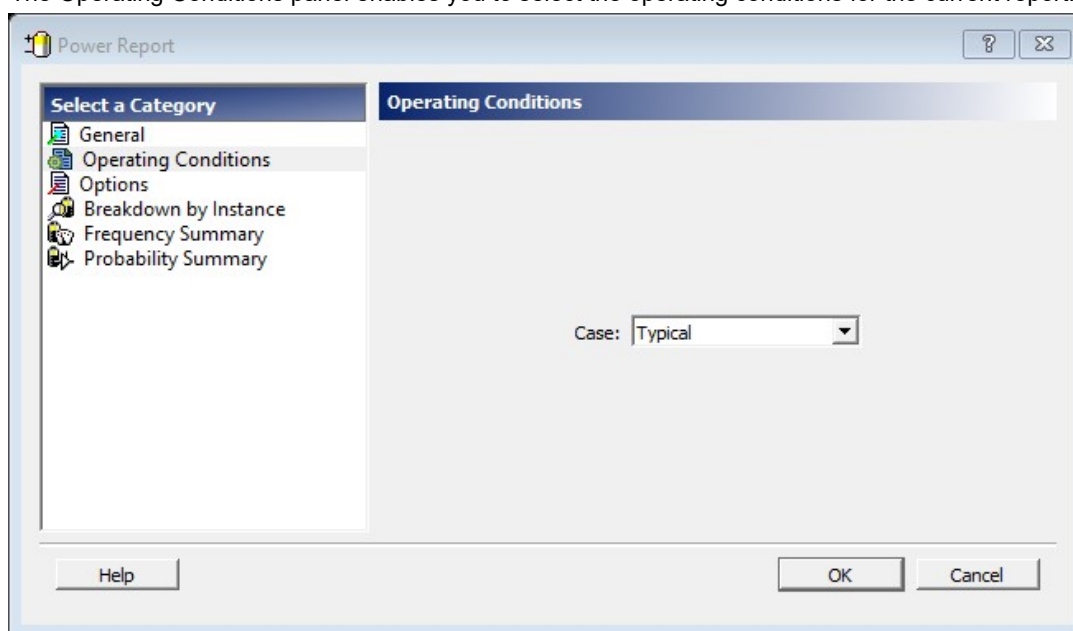 The Operating Conditions panel enables you to select the operating conditions for the current report.
Power Report
Select a Category
General
Operating Conditions
Options
Breakdown by Instance
Frequency Summary
Probability Summary
Operating Conditions
Case: Typical
Help
OK
Cancel